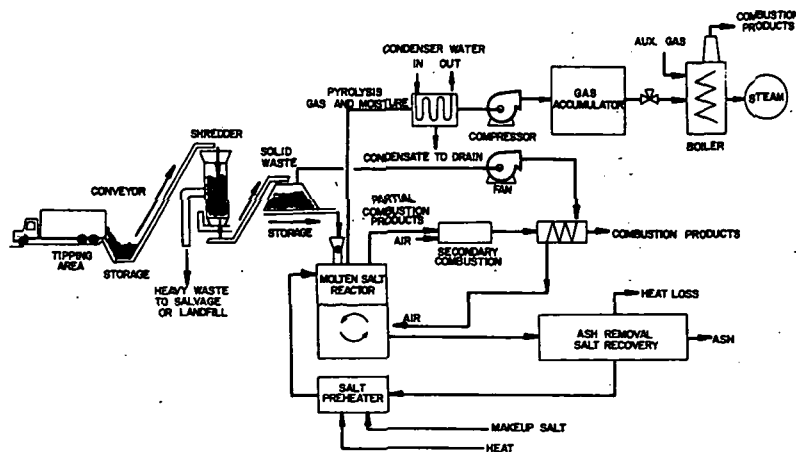 COMBUSTION
PRODUCTS
AUX. GAS
CONDENSER WATER
IN OUT
PYROLYSIS
GAS AND MOISTURE
GAS
ACCUMULATOR
STEAM
COMPRESSOR
BOILER
CONDENSATE TO DRAIN
SHREDDER
SOLID
WASTE
CONVEYOR
FAN
PARTIAL
COMBUSTION
PRODUCTS
AIR
SECONDARY
COMBUSTION
COMBUSTION PRODUCTS
STORAGE
TIPPING
AREA
STORAGE
HEAVY WASTE
TO SALVAGE
OR LANDFILL
MOLTEN SALT
REACTOR
AIR
HEAT LOSS
ASH REMOVAL
SALT RECOVERY
ASH
SALT
PREHEATER
MAKEUP SALT
HEAT